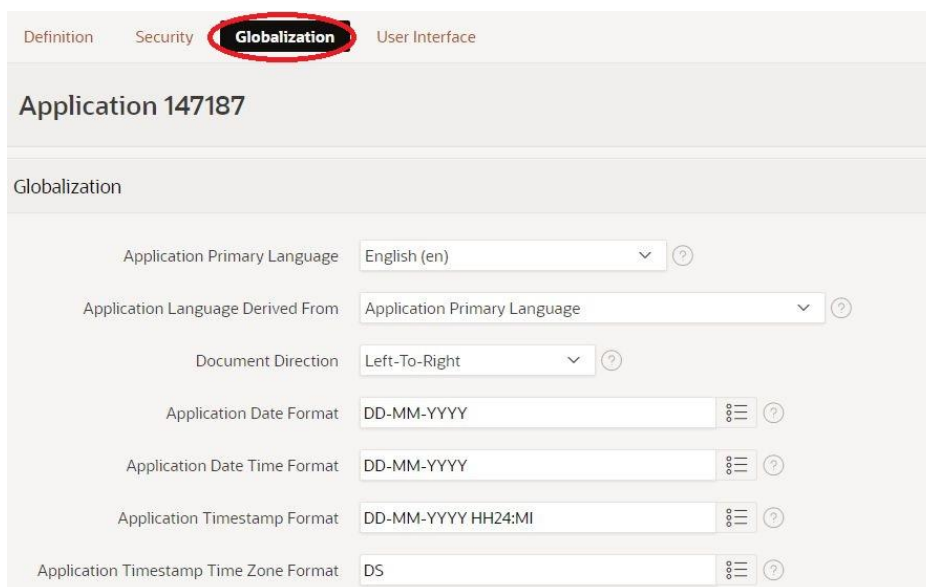 Definition Security Globalization User Interface
Application 147187
Globalization
Application Primary Language English (en)
Application Language Derived From Application Primary Language
Document Direction Left-To-Right
Application Date Format DD-MM-YYYY
Application Date Time Format DD-MM-YYYY
Application Timestamp Format DD-MM-YYYY HH24:MI
Application Timestamp Time Zone Format DS